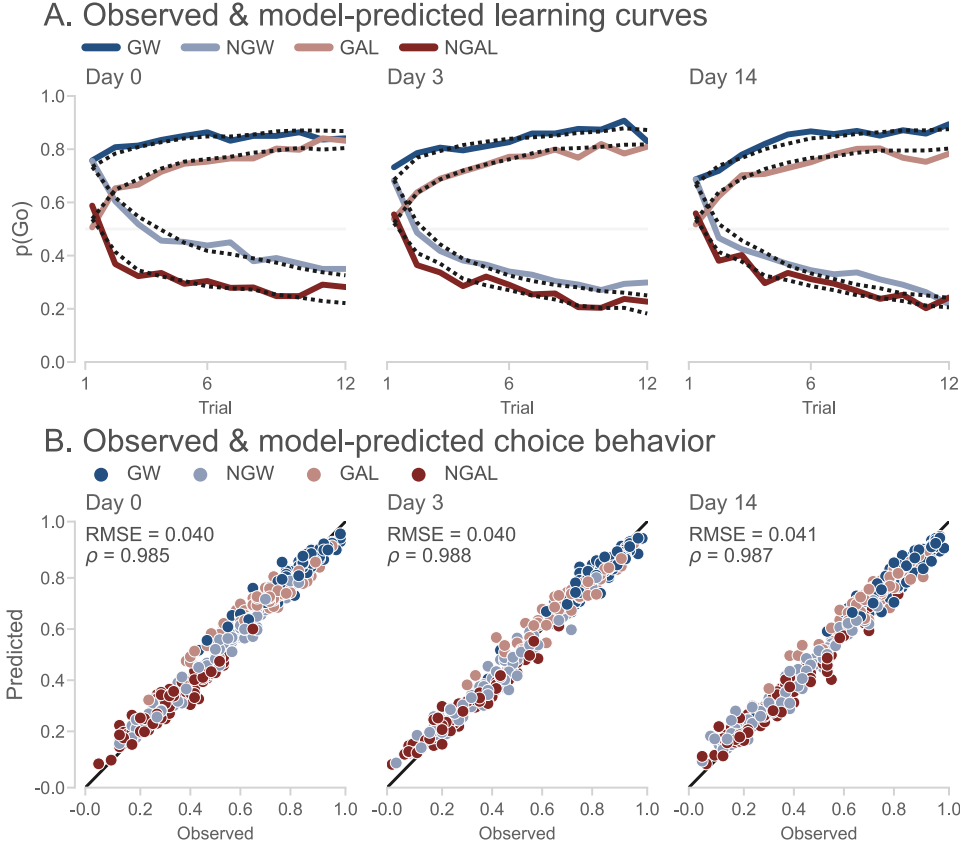 A. Observed & model-predicted learning curves
GW NGW GAL NGAL
Day 0 Day 3 Day 14
1.0
0.8
0.6
0.4
0.2
0.0
p(Go)
1 6 12 1 6 12 1 6 12
Trial Trial Trial
B. Observed & model-predicted choice behavior
GW NGW GAL NGAL
Day 0 Day 3 Day 14
RMSE = 0.040 RMSE = 0.040 RMSE = 0.041
ρ = 0.985 ρ = 0.988 ρ = 0.987
1.0
0.8
0.6
0.4
0.2
-0.0
Predicted
-0.0 0.2 0.4 0.6 0.8 1.0 -0.0 0.2 0.4 0.6 0.8 1.0 -0.0 0.2 0.4 0.6 0.8 1.0
Observed Observed Observed